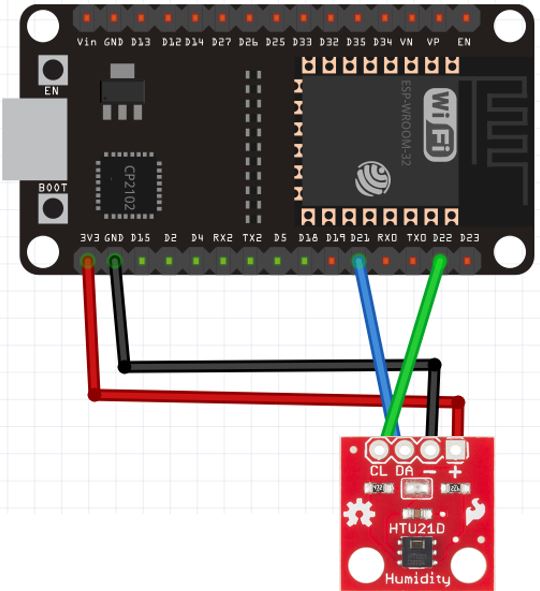 Vin GND D13 D12 D14 D27 D26 D25 D33 D32 D35 D34 VN VP EN
EN
ESP-WROOM-32
WiFi
CP2102
BOOT
3V3 GND D15 D2 D4 RX2 TX2 D5 D18 D19 D21 RX0 TX0 D22 D23
CL DA - +
HTU21D
Humidity